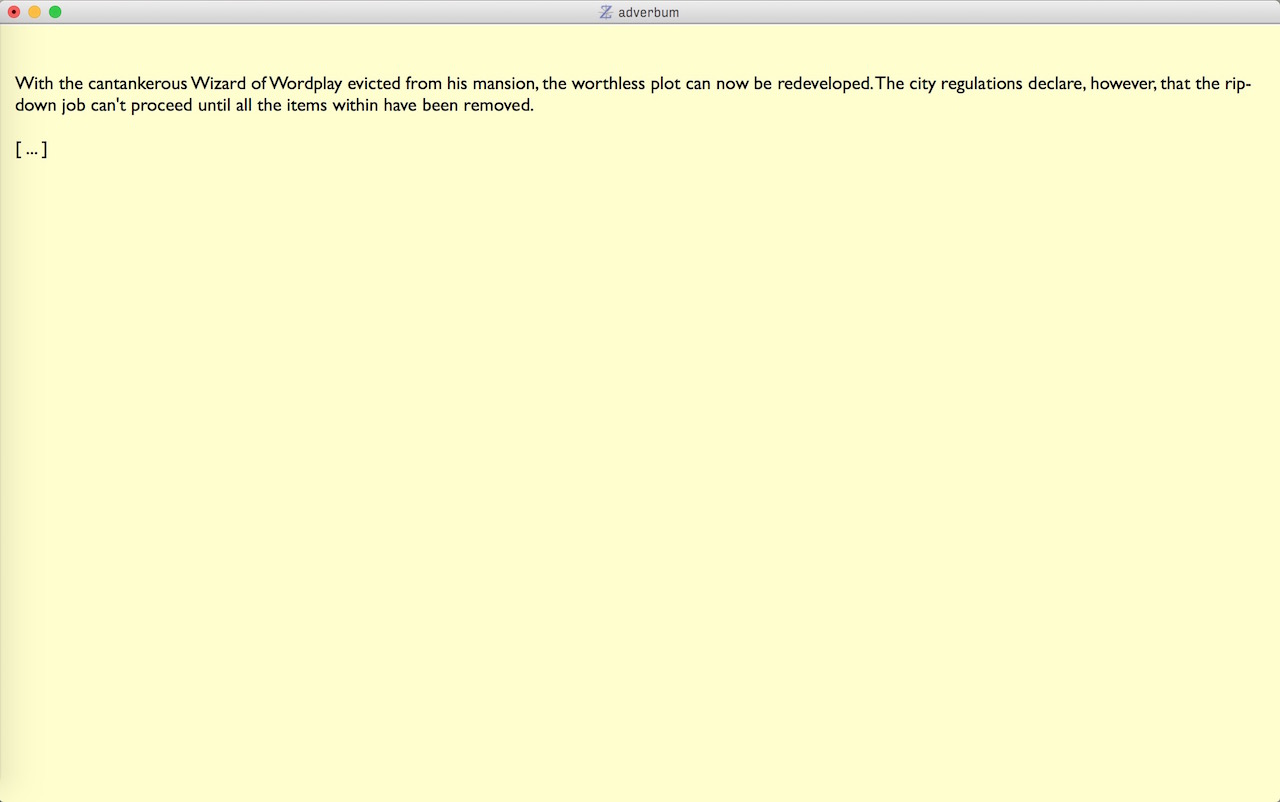 adverbum
With the cantankerous Wizard of Wordplay evicted from his mansion, the worthless plot can now be redeveloped. The city regulations declare, however, that the rip-
down job can't proceed until all the items within have been removed.
[ ... ]